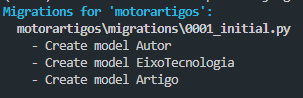 Migrations for 'motorartigos':
motorartigos\migrations\0001_initial.py
- Create model Autor
- Create model EixoTecnologia
- Create model Artigo